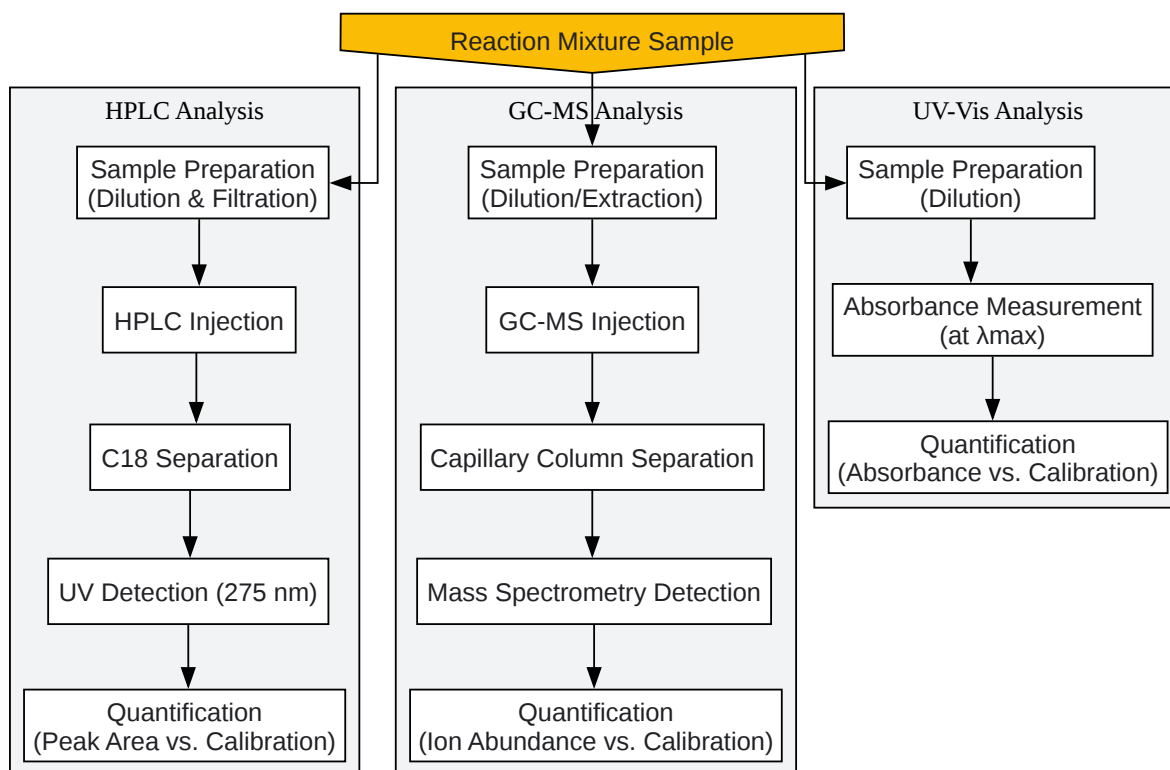 Reaction Mixture Sample
HPLC Analysis
Sample Preparation
(Dilution & Filtration)
HPLC Injection
C18 Separation
UV Detection (275 nm)
Quantification
(Peak Area vs. Calibration)
GC-MS Analysis
Sample Preparation
(Dilution/Extraction)
GC-MS Injection
Capillary Column Separation
Mass Spectrometry Detection
Quantification
(Ion Abundance vs. Calibration)
UV-Vis Analysis
Sample Preparation
(Dilution)
Absorbance Measurement
(at λmax)
Quantification
(Absorbance vs. Calibration)